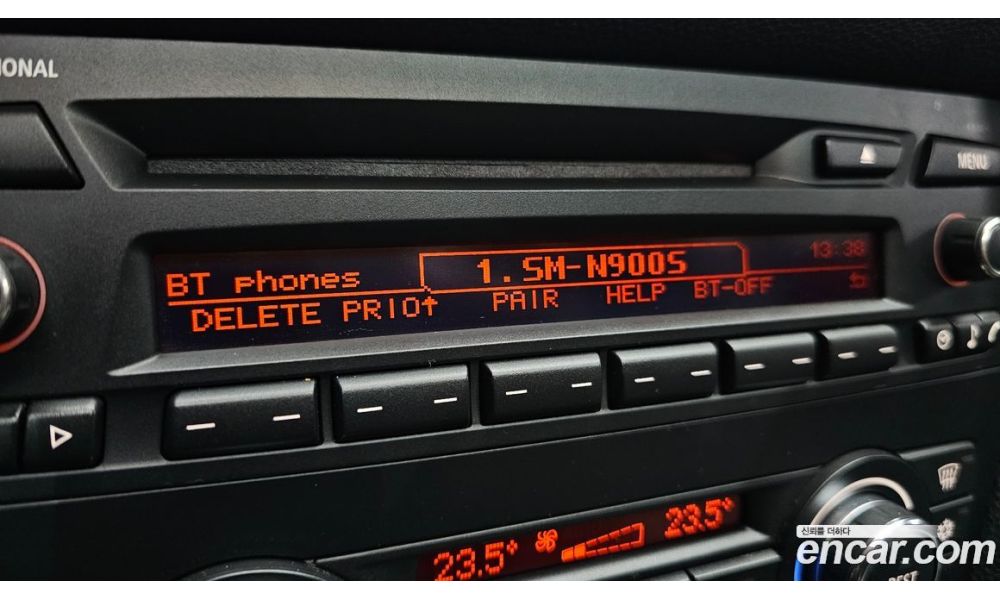 IONAL
MENU
BT phones 1.SM-N900S 13:38
DELETE PRIO↑ PAIR HELP BT-OFF
23.5° 23.5°
신뢰를 더하다
encar.com
REST